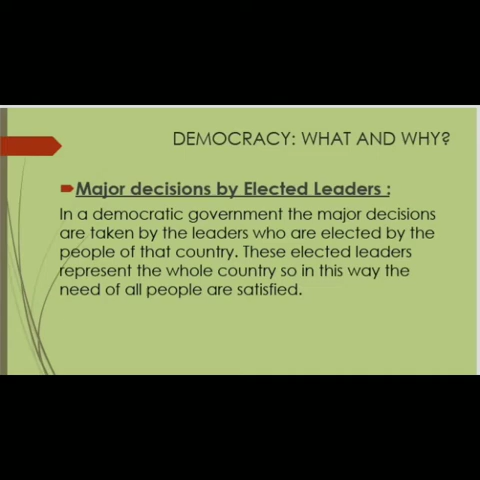 DEMOCRACY: WHAT AND WHY?
Major decisions by Elected Leaders :
In a democratic government the major decisions
are taken by the leaders who are elected by the
people of that country. These elected leaders
represent the whole country so in this way the
need of all people are satisfied.